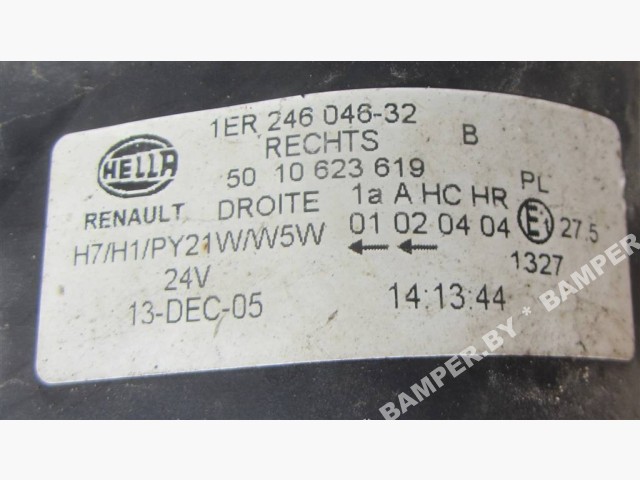 1ER 246 046-32
RECHTS B
HELLA 50 10 623 619 PL
RENAULT DROITE 1a A HC HR
H7/H1/PY21W/W5W 01 02 04 04 E1 27.5
24V 1327
13-DEC-05 14:13:44
BAMPER.BY * BAMPER.